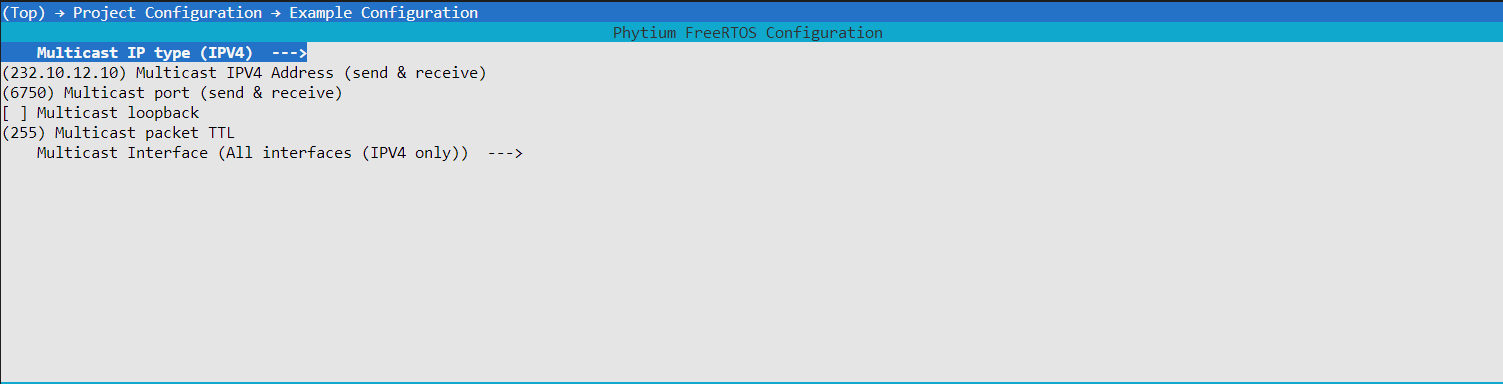 (Top) → Project Configuration → Example Configuration
Phytium FreeRTOS Configuration
Multicast IP type (IPV4)  --->
(232.10.12.10) Multicast IPV4 Address (send & receive)
(6750) Multicast port (send & receive)
[ ] Multicast loopback
(255) Multicast packet TTL
Multicast Interface (All interfaces (IPV4 only))  --->